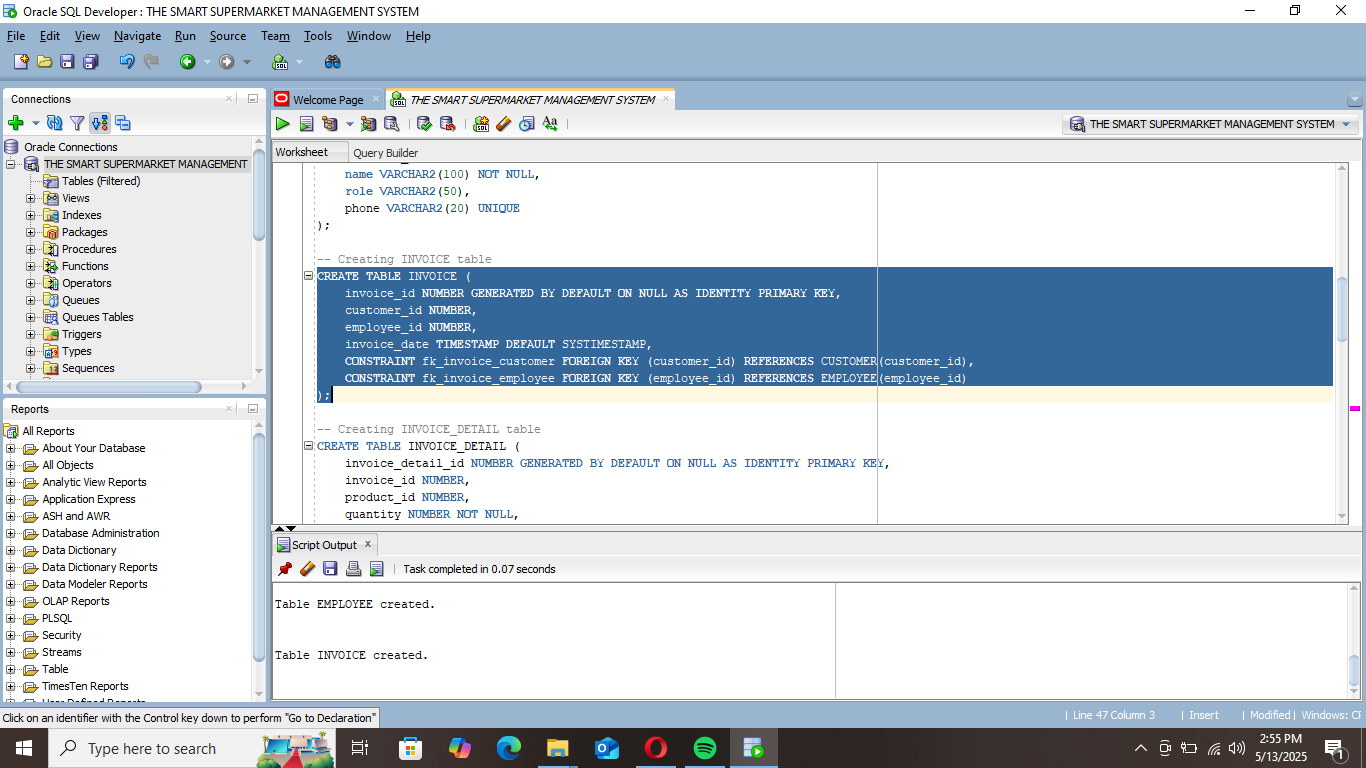 Oracle SQL Developer : THE SMART SUPERMARKET MANAGEMENT SYSTEM
File Edit View Navigate Run Source Team Tools Window Help
Connections
Oracle Connections
THE SMART SUPERMARKET MANAGEMENT
Tables (Filtered)
Views
Indexes
Packages
Procedures
Functions
Operators
Queues
Queues Tables
Triggers
Types
Sequences
Reports
All Reports
About Your Database
All Objects
Analytic View Reports
Application Express
ASH and AWR
Database Administration
Data Dictionary
Data Dictionary Reports
Data Modeler Reports
OLAP Reports
PLSQL
Security
Streams
Table
TimesTen Reports
User Defined Reports
Welcome Page
THE SMART SUPERMARKET MANAGEMENT SYSTEM
THE SMART SUPERMARKET MANAGEMENT SYSTEM
Worksheet Query Builder
name VARCHAR2(100) NOT NULL,
role VARCHAR2(50),
phone VARCHAR2(20) UNIQUE
);
-- Creating INVOICE table
CREATE TABLE INVOICE (
invoice_id NUMBER GENERATED BY DEFAULT ON NULL AS IDENTITY PRIMARY KEY,
customer_id NUMBER,
employee_id NUMBER,
invoice_date TIMESTAMP DEFAULT SYSTIMESTAMP,
CONSTRAINT fk_invoice_customer FOREIGN KEY (customer_id) REFERENCES CUSTOMER(customer_id),
CONSTRAINT fk_invoice_employee FOREIGN KEY (employee_id) REFERENCES EMPLOYEE(employee_id)
);
-- Creating INVOICE_DETAIL table
CREATE TABLE INVOICE_DETAIL (
invoice_detail_id NUMBER GENERATED BY DEFAULT ON NULL AS IDENTITY PRIMARY KEY,
invoice_id NUMBER,
product_id NUMBER,
quantity NUMBER NOT NULL,
Script Output
Task completed in 0.07 seconds
Table EMPLOYEE created.
Table INVOICE created.
Click on an identifier with the Control key down to perform "Go to Declaration"
Line 47 Column 3 Insert Modified Windows: CF
Type here to search
2:55 PM
5/13/2025
1